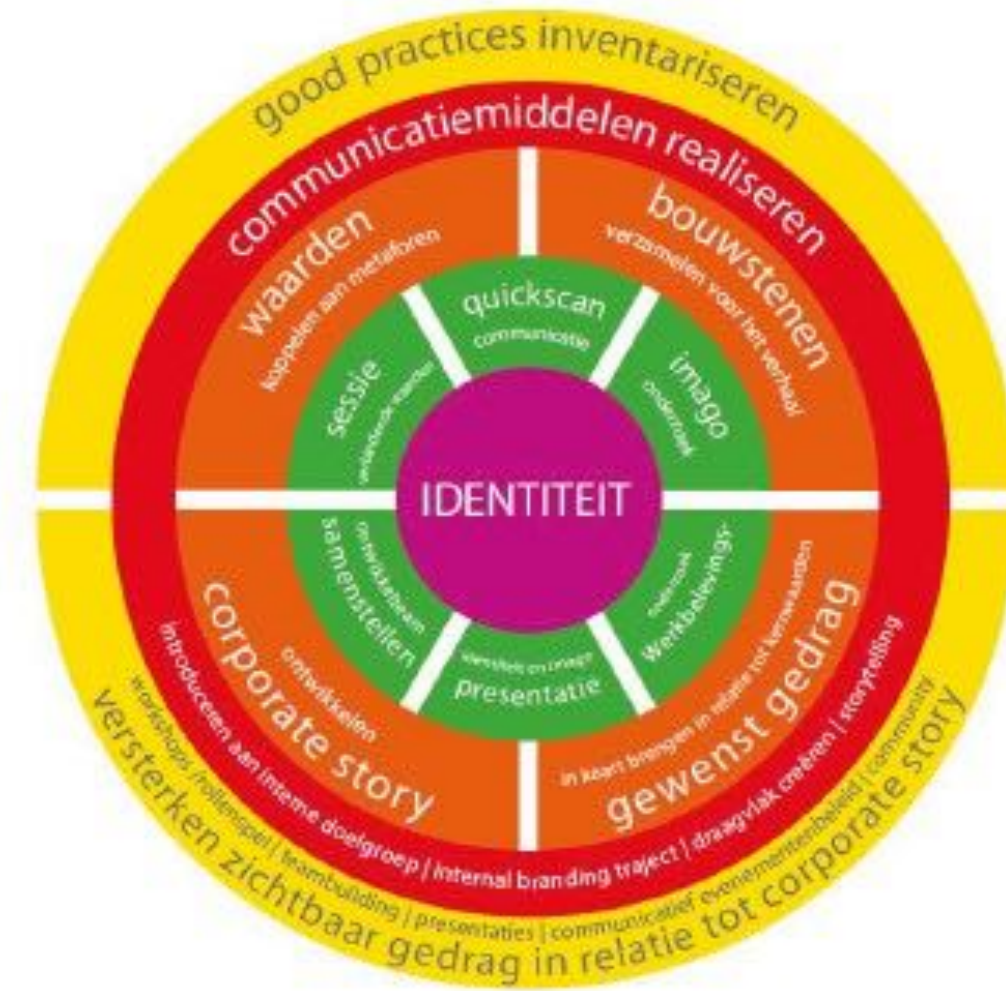 good practices inventariseren
communicatiemiddelen realiseren
waarden
koppelen aan metaforen
bouwstenen
verzamelen voor het verhaal
quickscan
communicatie
sessie
imago
onderzoek
IDENTITEIT
samenstellen
ontwikkelteam
Werkbelevings-
onderzoek
identiteit en imago
presentatie
corporate story
ontwikkelen
in kaart brengen in relatie tot kernwaarden
gewenst gedrag
introduceren aan interne doelgroep | internal branding traject | draagvlak creëren | storytelling
workshops /rollenspel | teambuilding | presentaties | communicatief evenementenbeleid | community
versterken zichtbaar gedrag in relatie tot corporate story